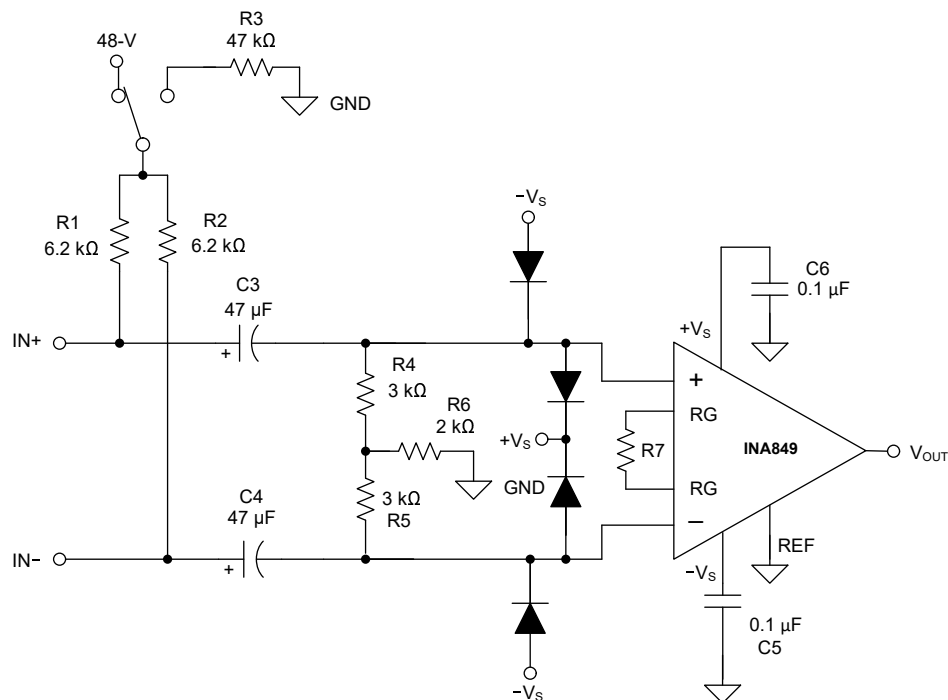 R3
47 kΩ
48-V
GND
R1
6.2 kΩ
R2
6.2 kΩ
−VS
C3
47 µF
C6
0.1 µF
+VS
IN+
+
R4
3 kΩ
R6
2 kΩ
+
RG
+VS
R7
INA849
VOUT
GND
RG
3 kΩ
R5
C4
47 µF
−
REF
IN−
+
−VS
0.1 µF
C5
−VS